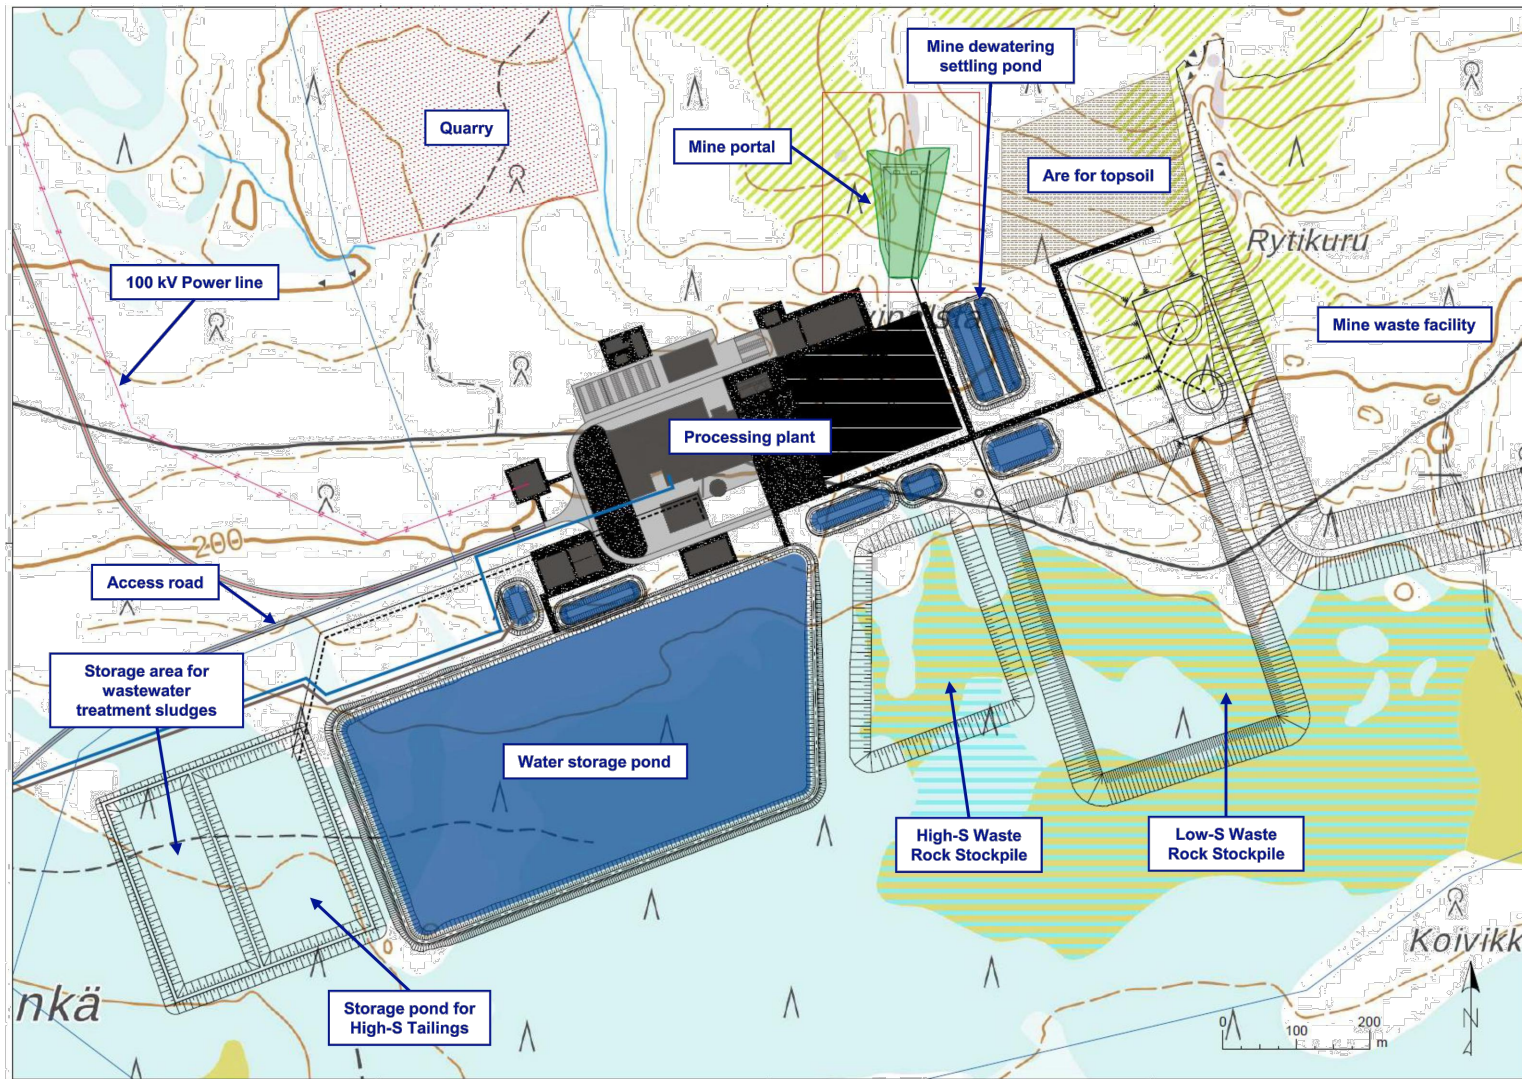 Mine dewatering
settling pond
Quarry
Mine portal
Are for topsoil
Rytikuru
100 kV Power line
Mine waste facility
Processing plant
200
Access road
Storage area for
wastewater
treatment sludges
Water storage pond
High-S Waste
Rock Stockpile
Low-S Waste
Rock Stockpile
Koivikk
nkä
Storage pond for
High-S Tailings
0
100
200
m
N